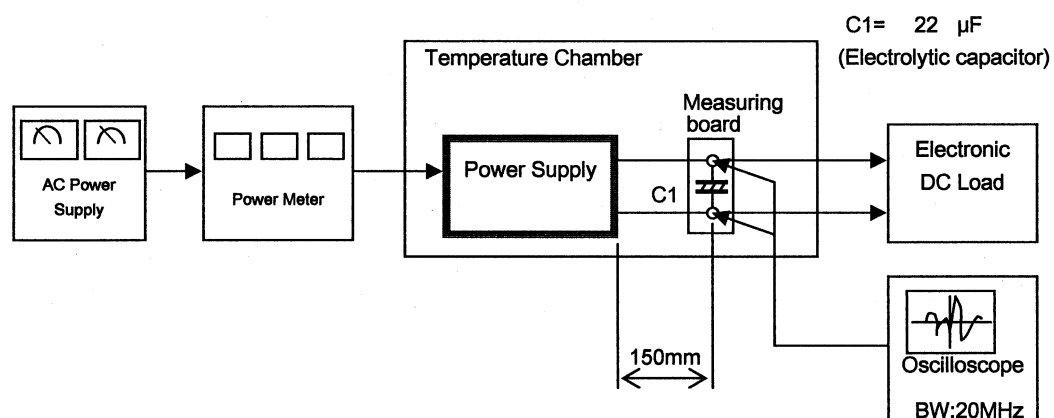 C1= 22 µF
(Electrolytic capacitor)
Temperature Chamber
Measuring
board
AC Power
Supply
Power Meter
Power Supply
C1
Electronic
DC Load
150mm
Oscilloscope
BW:20MHz